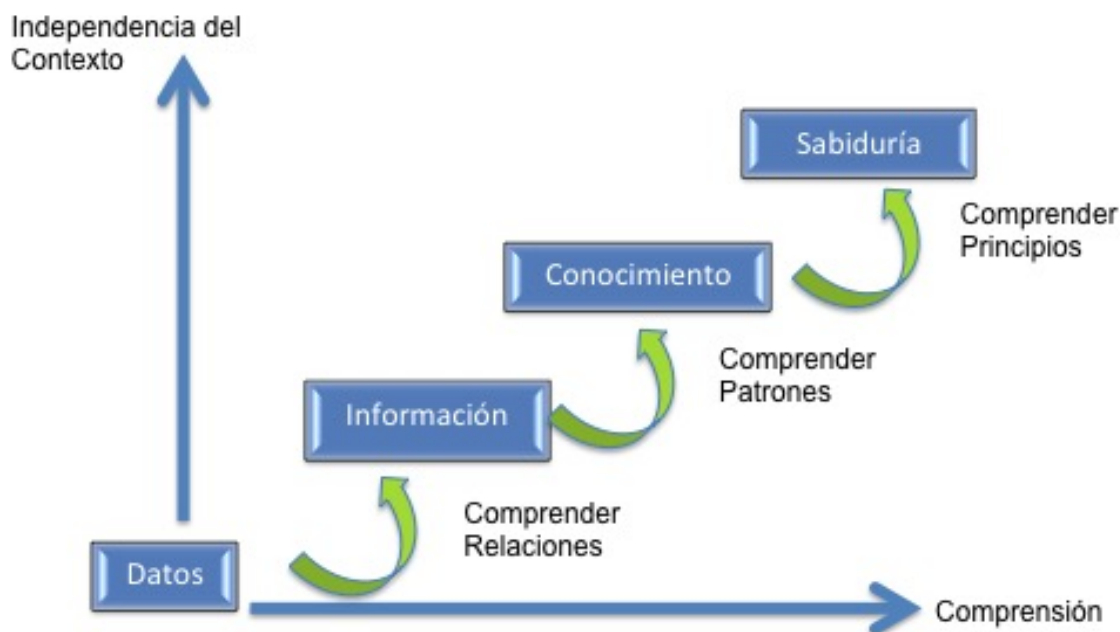 Independencia del
Contexto
Sabiduría
Comprender
Principios
Conocimiento
Comprender
Patrones
Información
Comprender
Relaciones
Datos
Comprensión